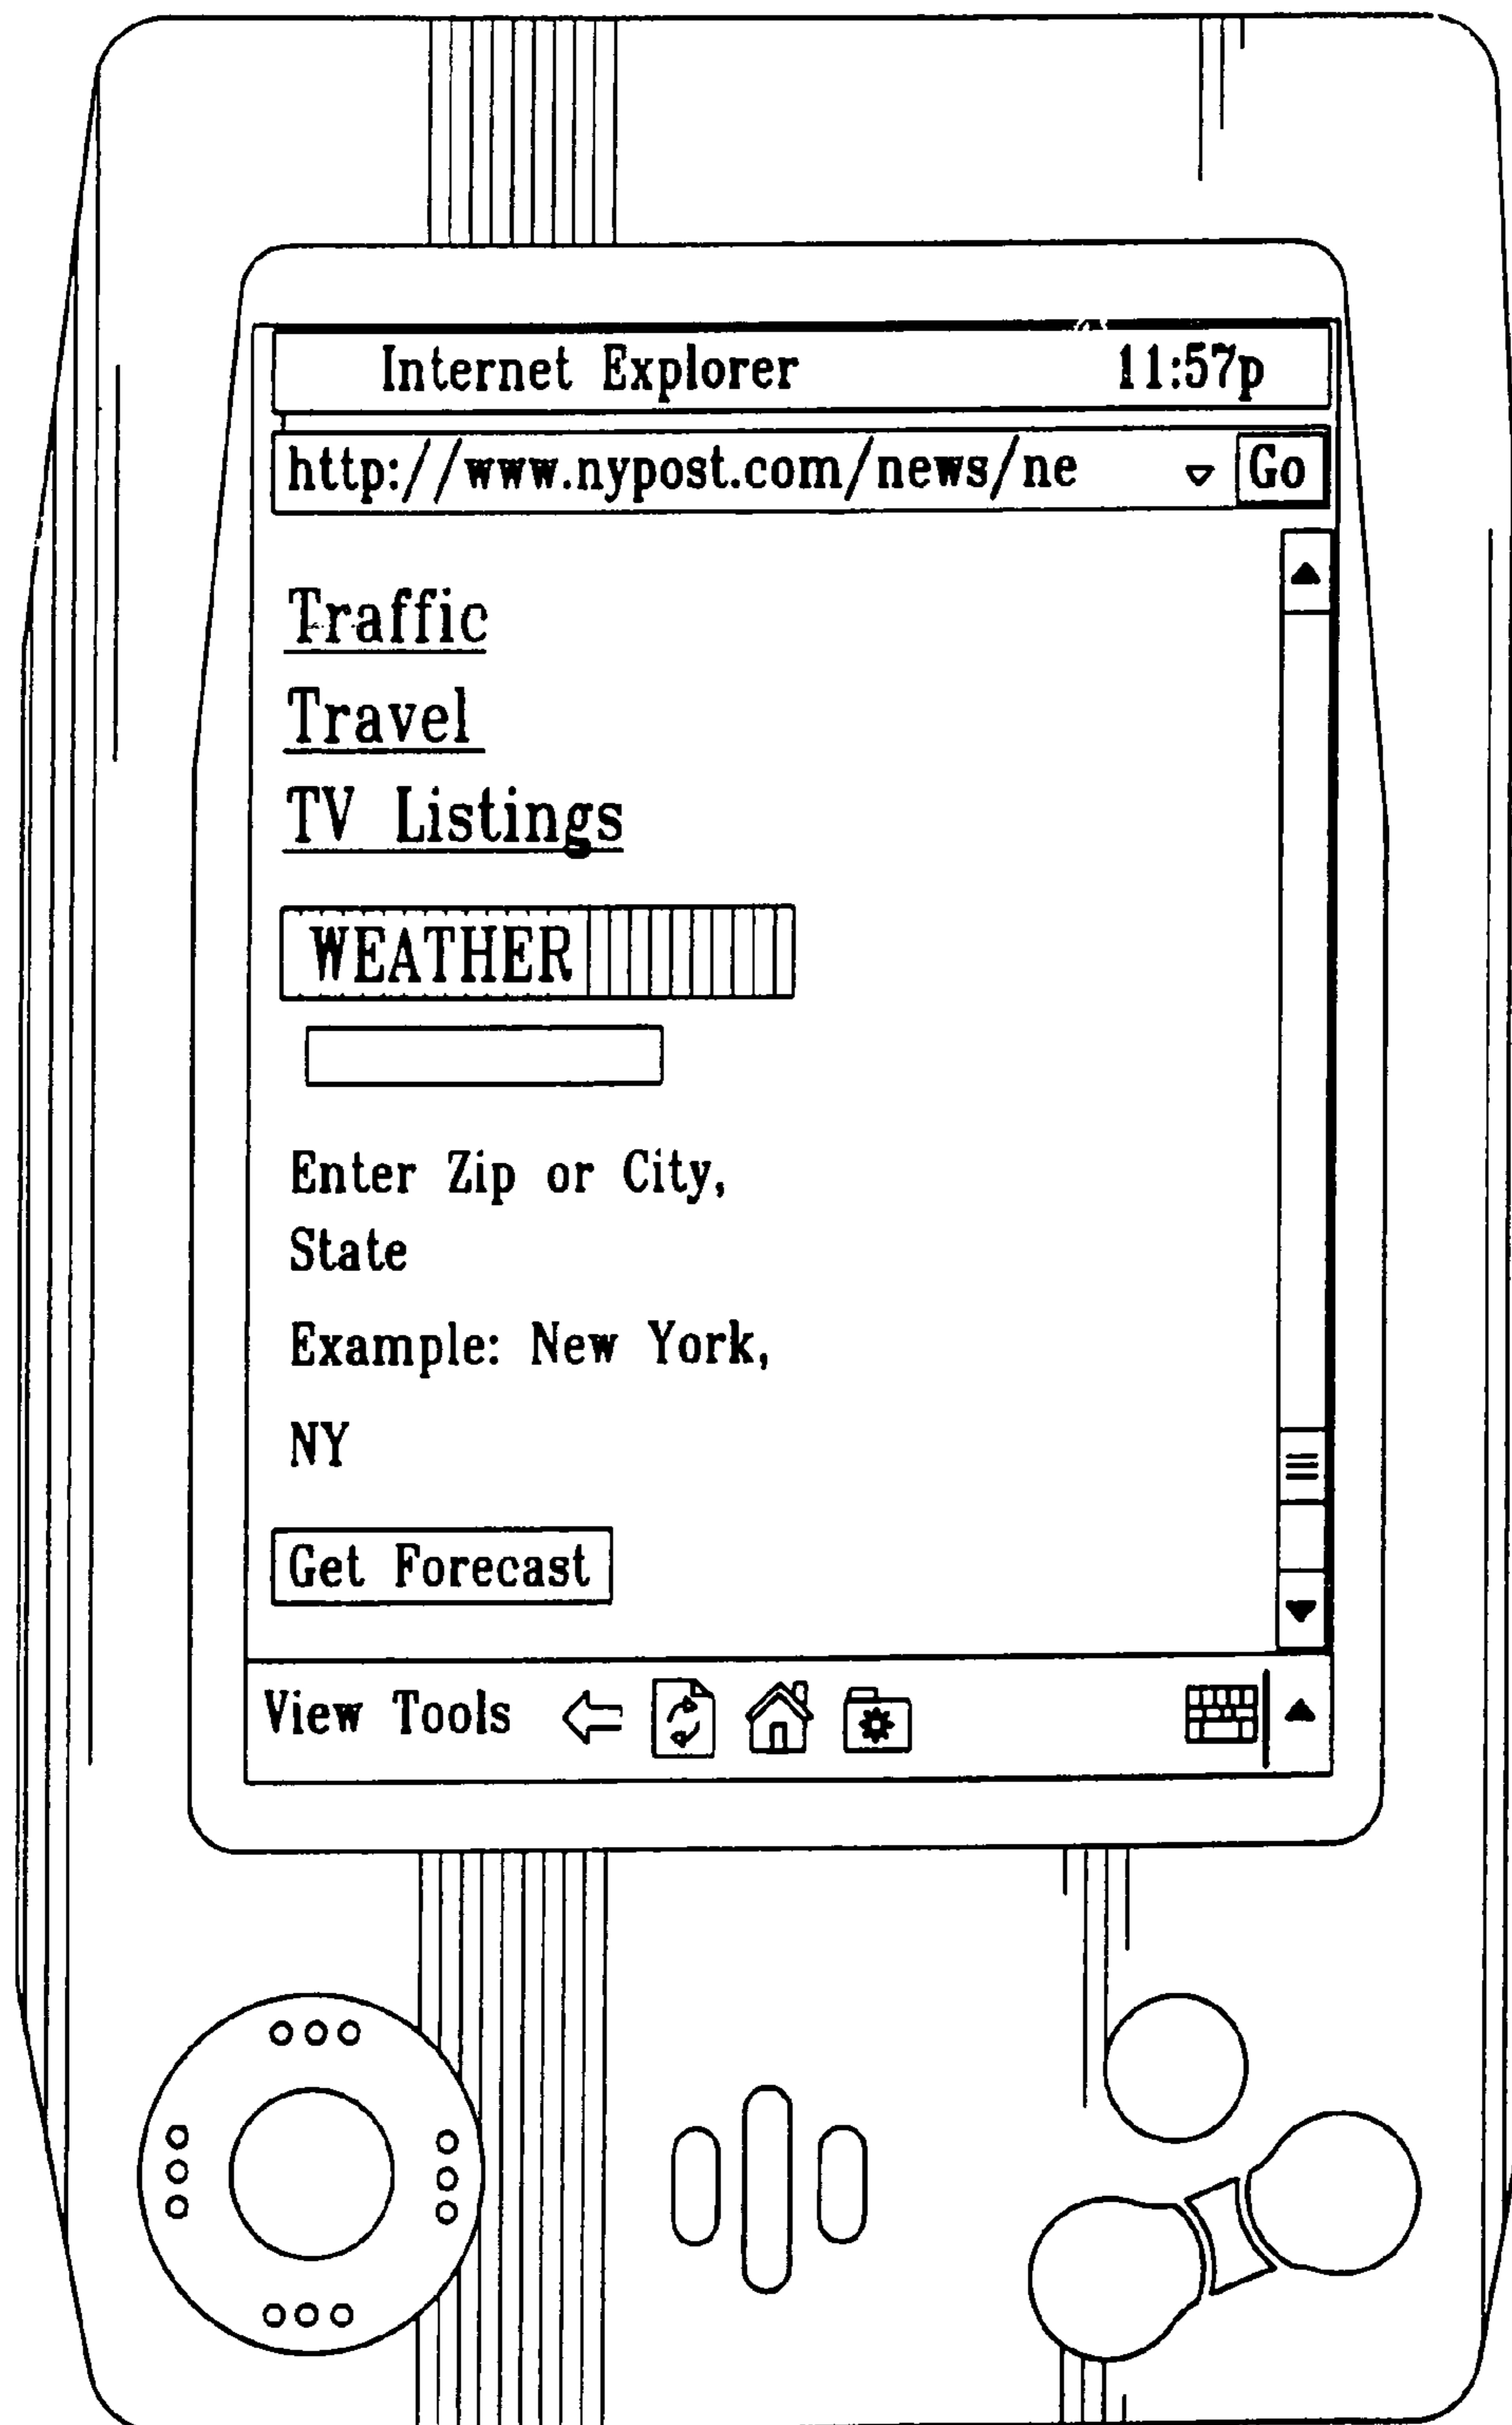 Internet Explorer 11:57p
http://www.nypost.com/news/ne Go
Traffic
Travel
TV Listings
WEATHER
Enter Zip or City,
State
Example: New York,
NY
Get Forecast
View Tools